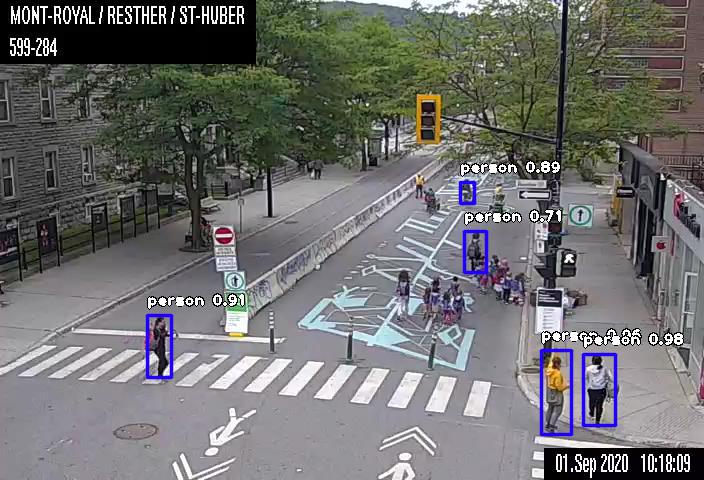 MONT-ROYAL / RESTHER / ST-HUBER
599-284
person 0.89
person 0.71
person 0.91
person
person 0.98
01.Sep 2020 10:18:09